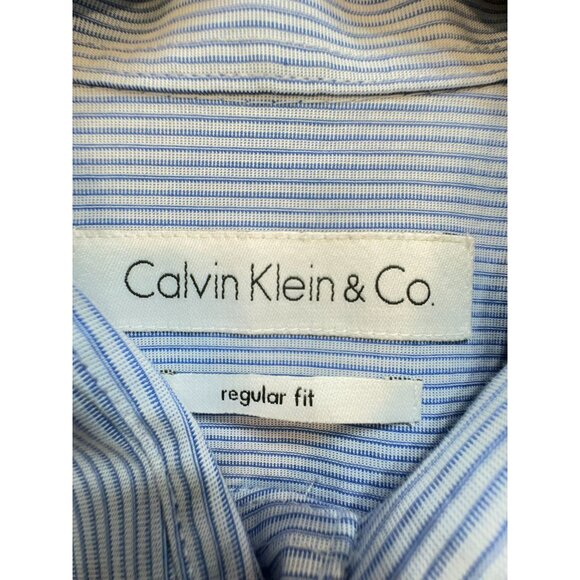 Calvin Klein & Co.
regular fit